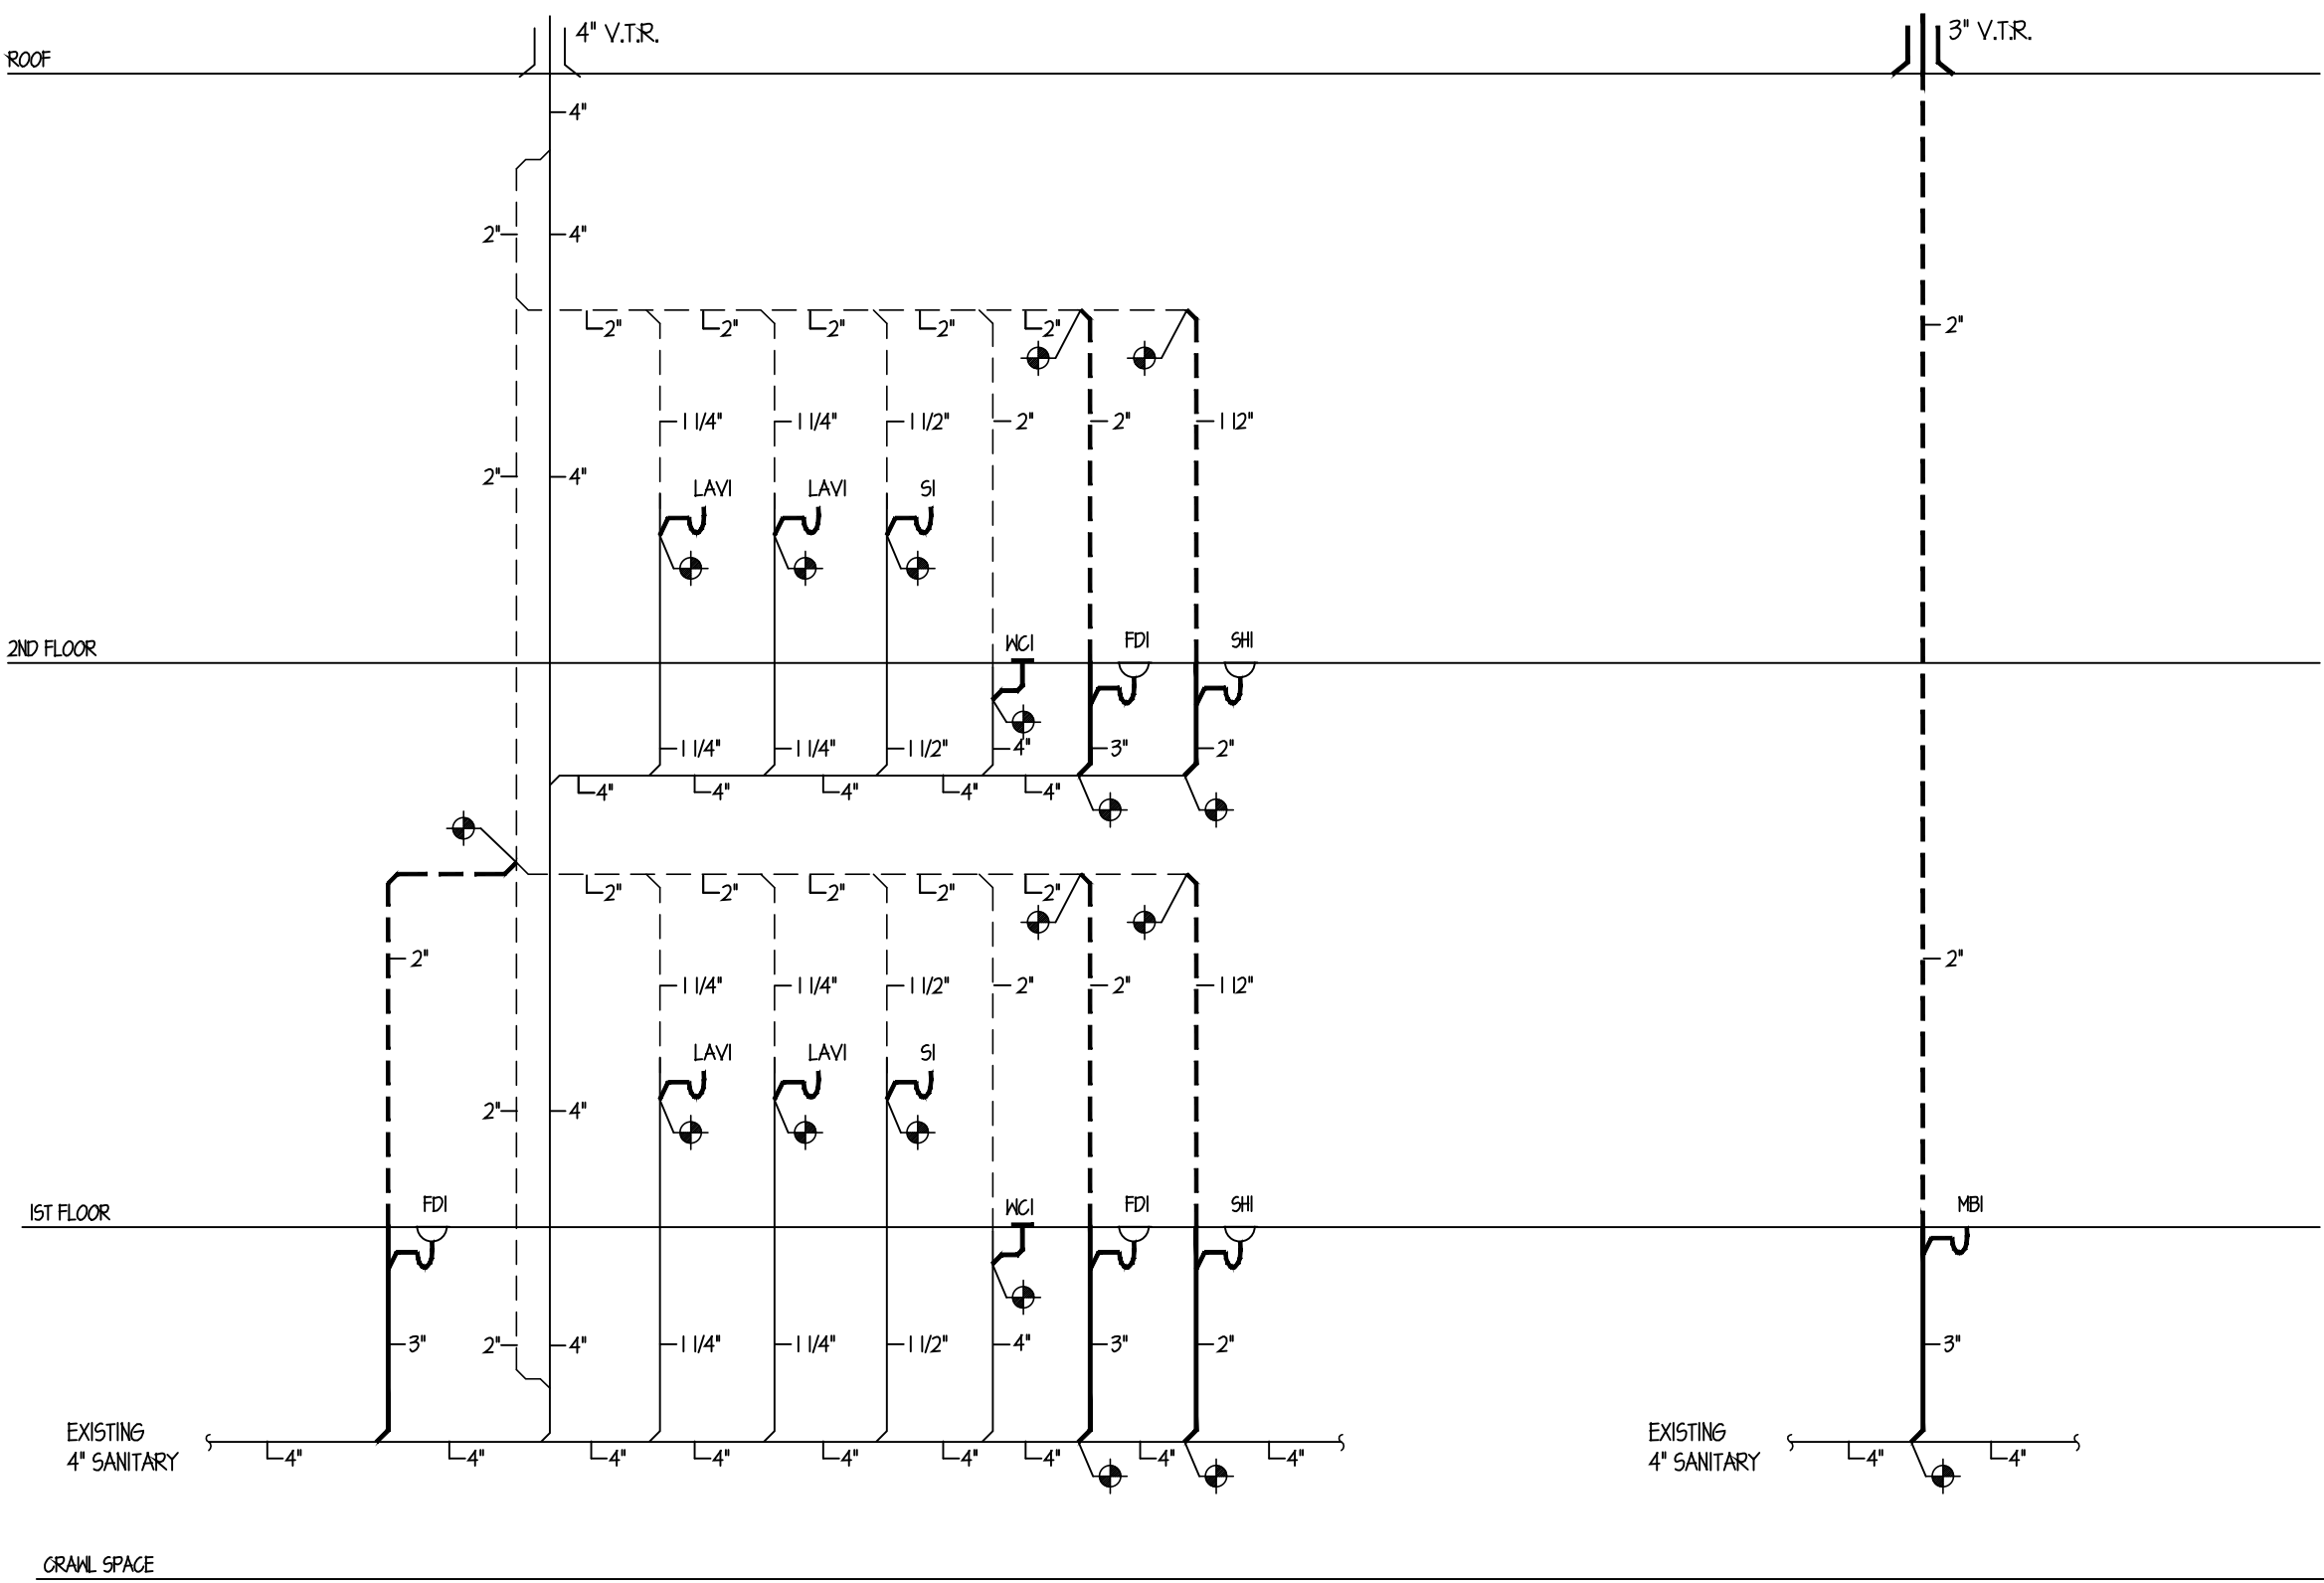 4" V.T.R.
3" V.T.R.
ROOF
4"
2"
4"
2"
2"
2"
2"
2"
2"
1 1/4"
1 1/4"
1 1/2"
2"
2"
1 12"
2"
4"
LAV1
LAV1
S1
2ND FLOOR
WC1
FD1
SH1
1 1/4"
1 1/4"
1 1/2"
4"
3"
2"
4"
4"
4"
4"
4"
2"
2"
2"
2"
2"
2"
2"
1 1/4"
1 1/4"
1 1/2"
2"
2"
1 12"
LAV1
LAV1
S1
2"
4"
1ST FLOOR
FD1
WC1
FD1
SH1
MB1
3"
2"
4"
1 1/4"
1 1/4"
1 1/2"
4"
3"
2"
3"
EXISTING
4" SANITARY
4"
4"
4"
4"
4"
4"
4"
4"
4"
EXISTING
4" SANITARY
4"
4"
CRAWL SPACE